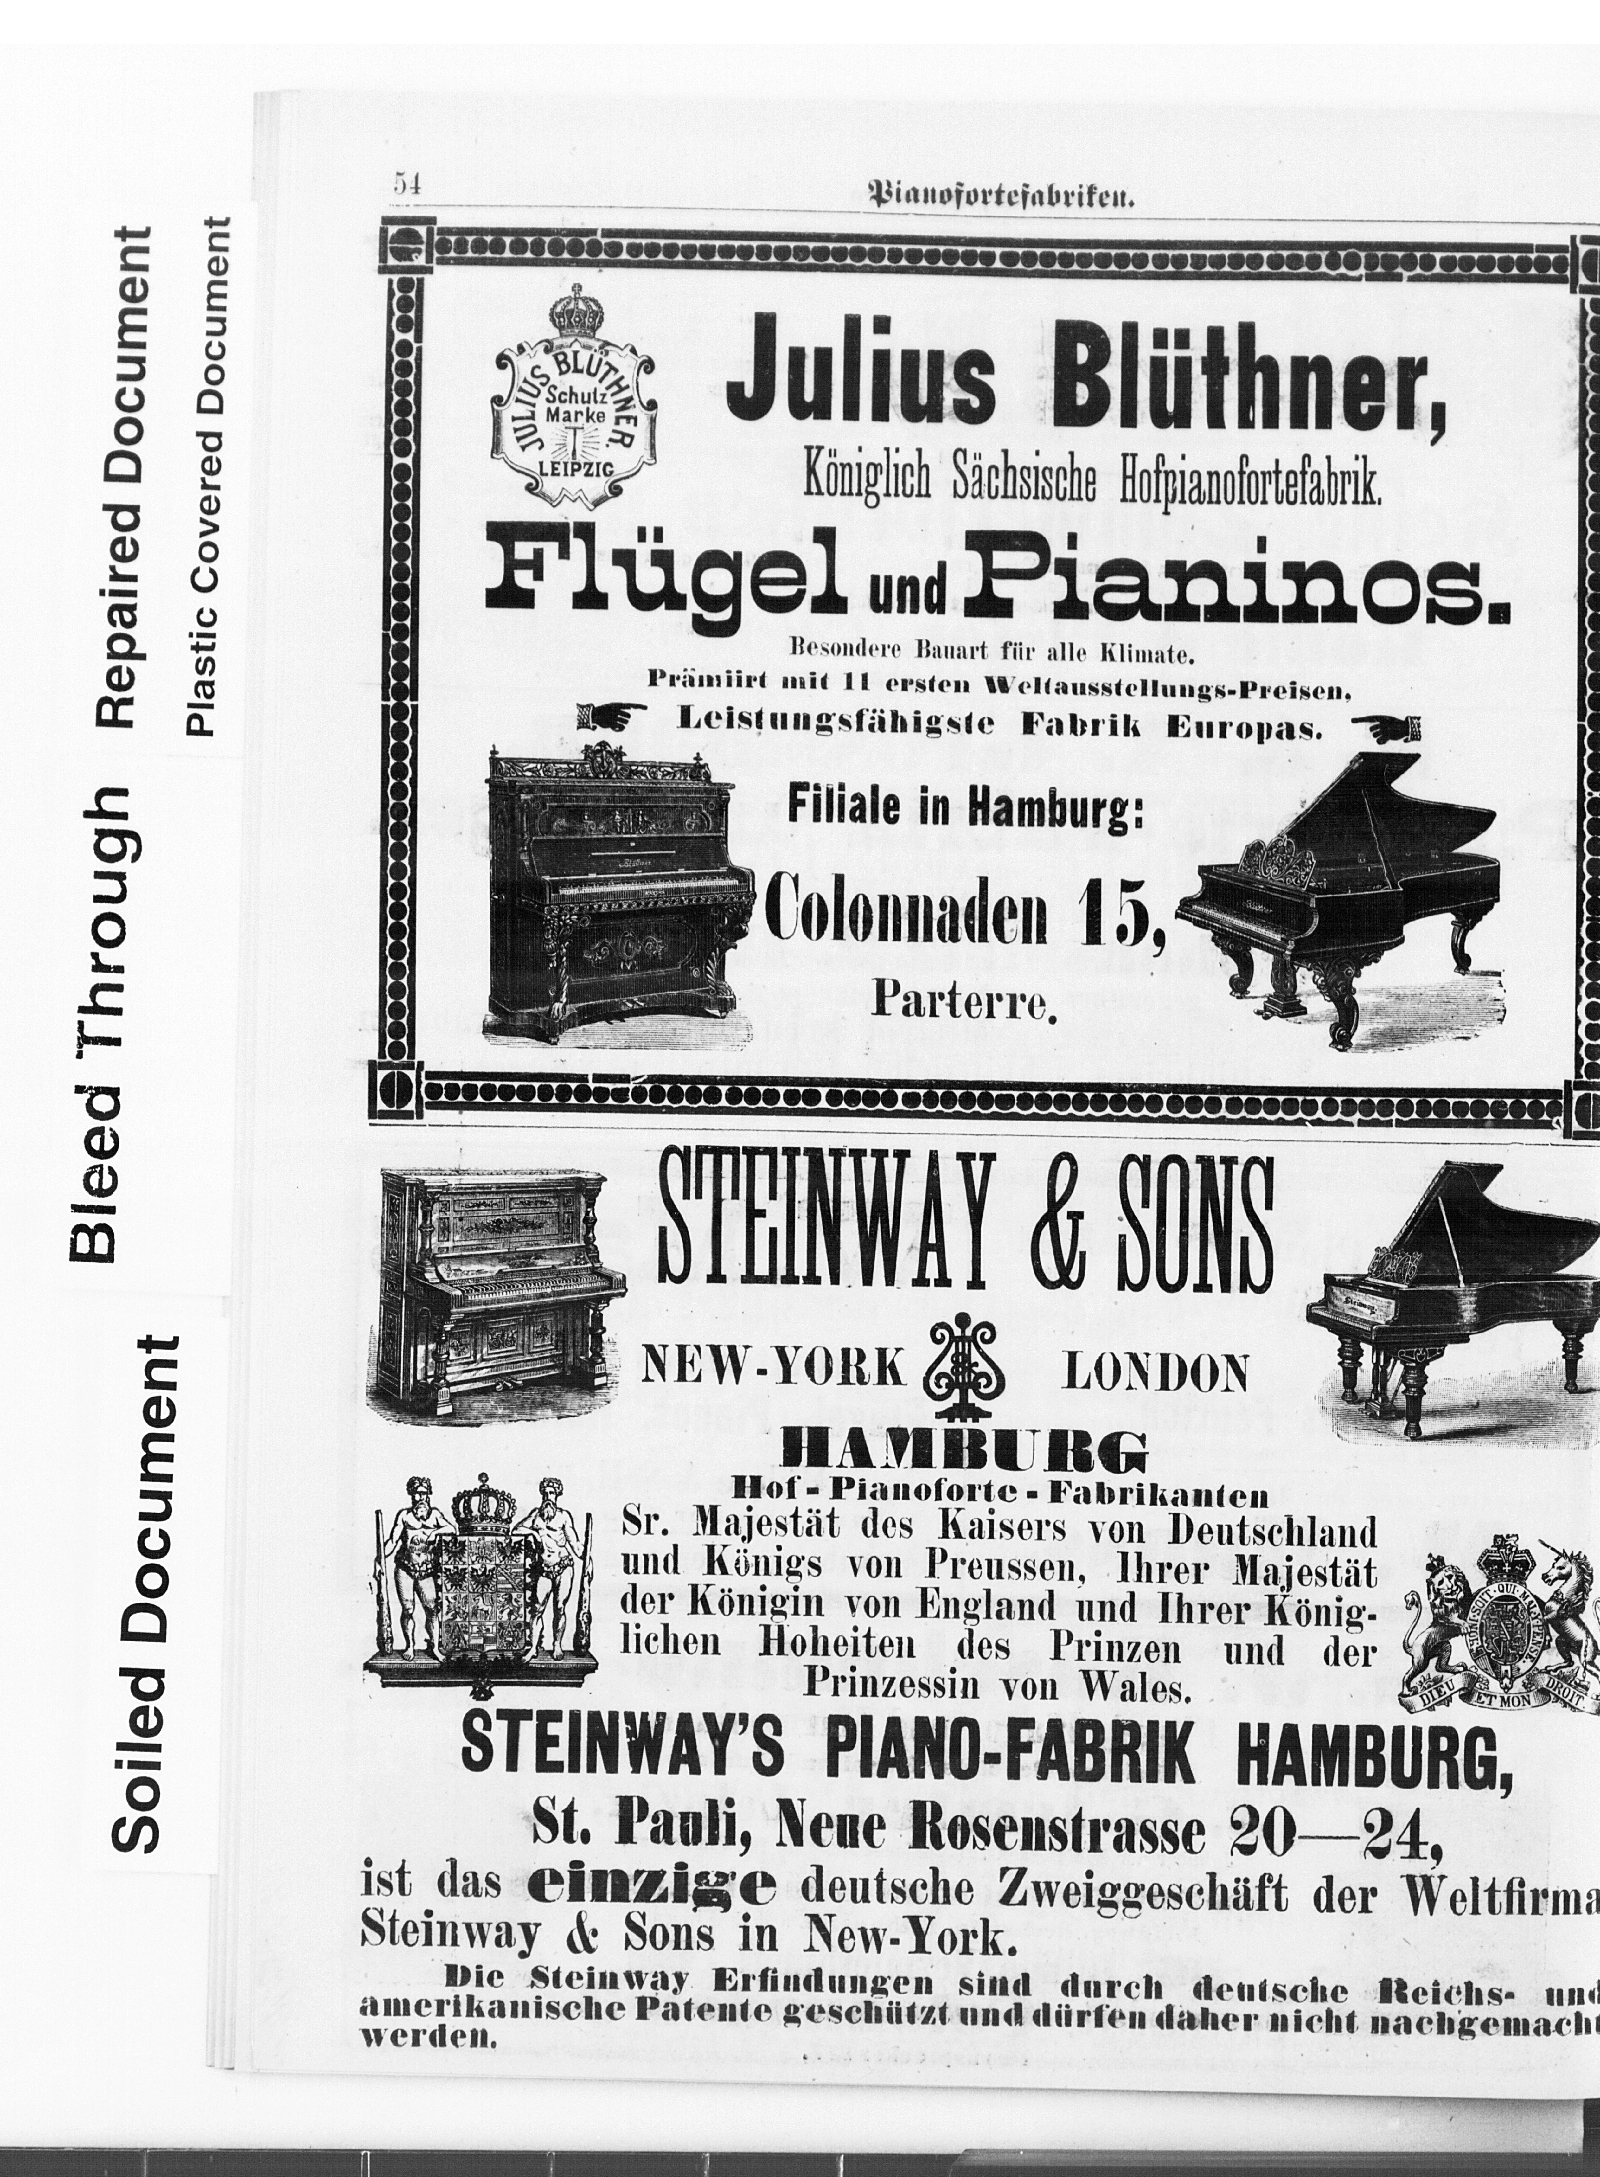 Repaired Document
Plastic Covered Document
Bleed Through
Soiled Document
54
Pianofortefabriken.
JULIUS BLÜTHNER.
Schutz
Marke
LEIPZIG
Julius Blüthner,
Königlich Sächsische Hofpianofortefabrik.
Flügel und Pianinos.
Besondere Bauart für alle Klimate.
Prämiirt mit 11 ersten Weltausstellungs-Preisen,
Leistungsfähigste Fabrik Europas.
Filiale in Hamburg:
Colonnaden 15,
Parterre.
STEINWAY & SONS
NEW-YORK LONDON
Steinway
HAMBURG
Hof-Pianoforte-Fabrikanten
Sr. Majestät des Kaisers von Deutschland
und Königs von Preussen, Ihrer Majestät
der Königin von England und Ihrer König-
lichen Hoheiten des Prinzen und der
Prinzessin von Wales.
DIEU ET MON DROIT
STEINWAY'S PIANO-FABRIK HAMBURG,
St. Pauli, Neue Rosenstrasse 20—24,
ist das einzige deutsche Zweiggeschäft der Weltfirma
Steinway & Sons in New-York.
Die Steinway Erfindungen sind durch deutsche Reichs- und
amerikanische Patente geschützt und dürfen daher nicht nachgemacht
werden.